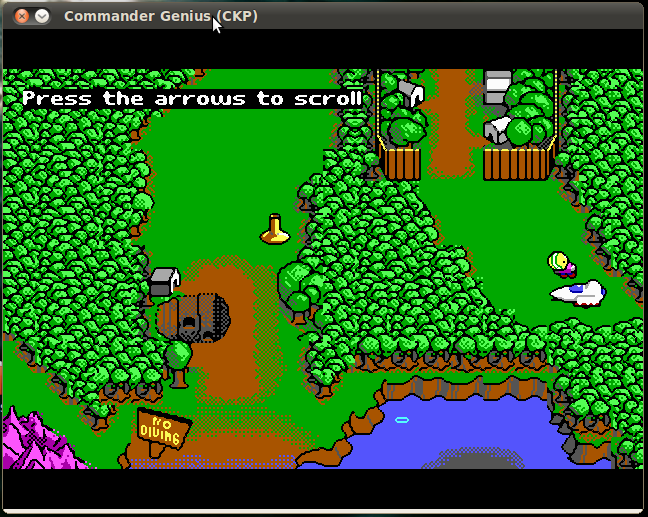 Commander Genius (CKP)
Press the arrows to scroll
NO
DIVING